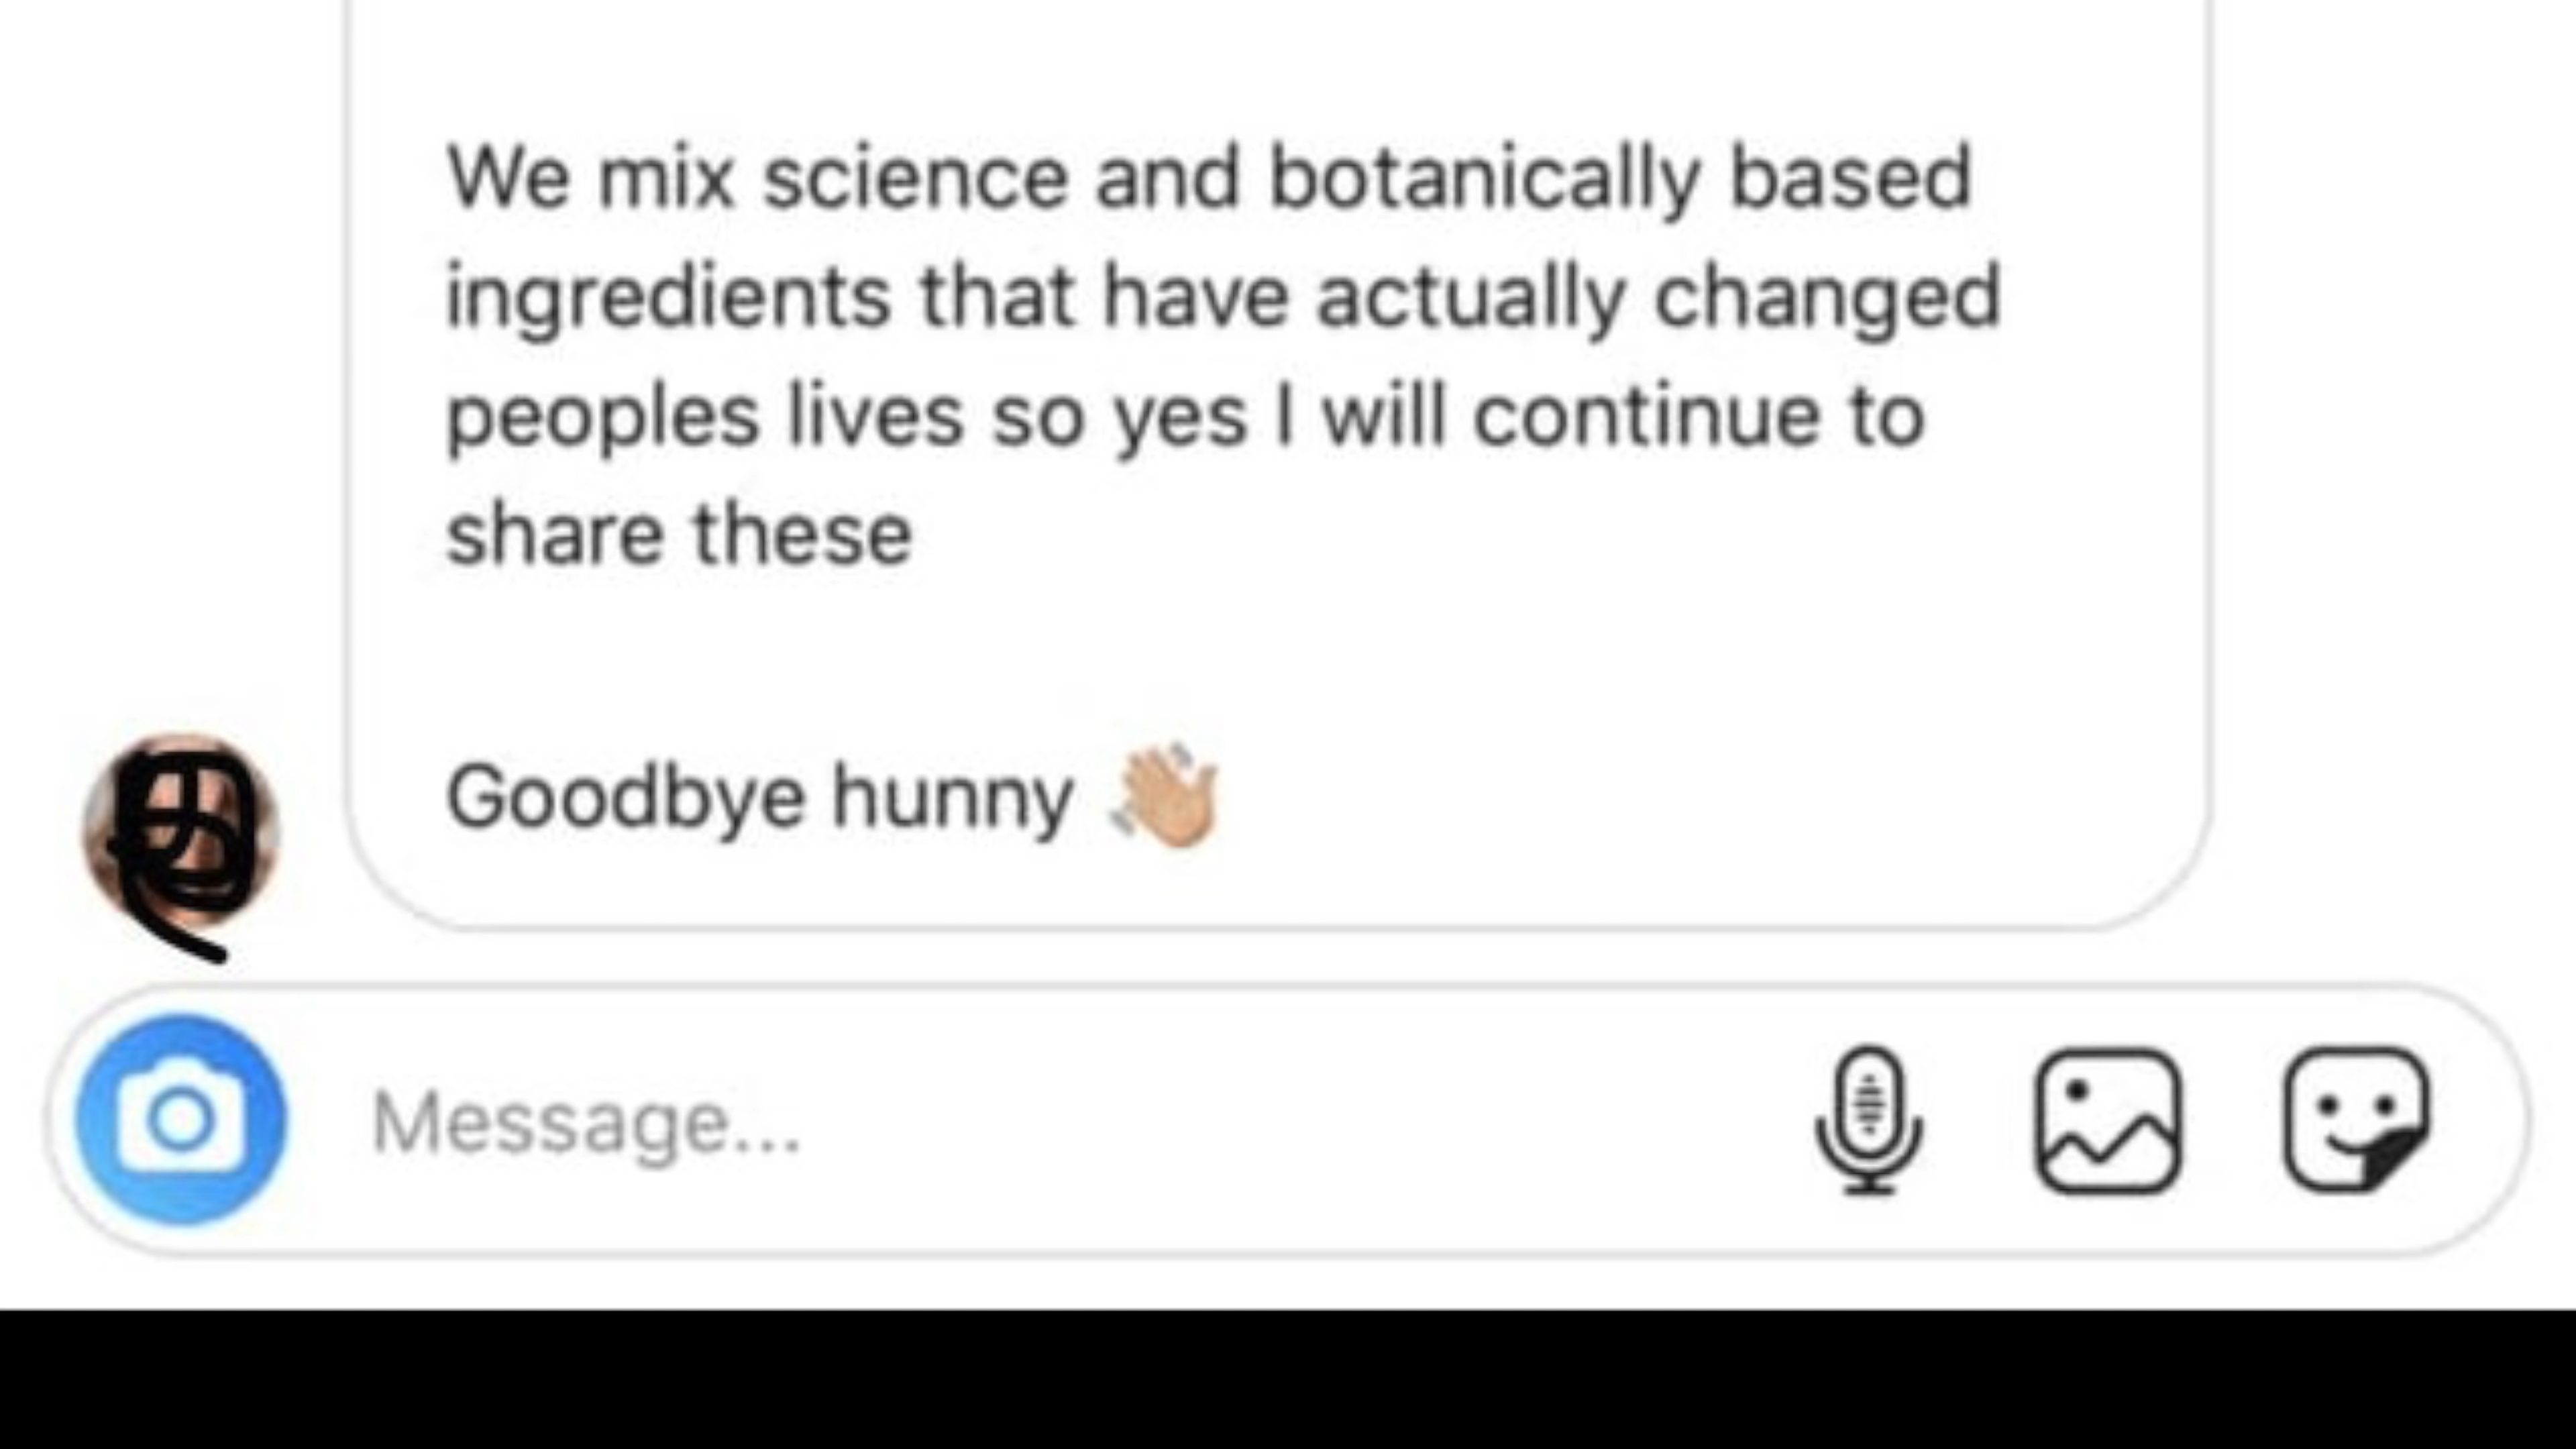 We mix science and botanically based
ingredients that have actually changed
peoples lives so yes I will continue to
share these
Goodbye hunny 👋🏼
Message...